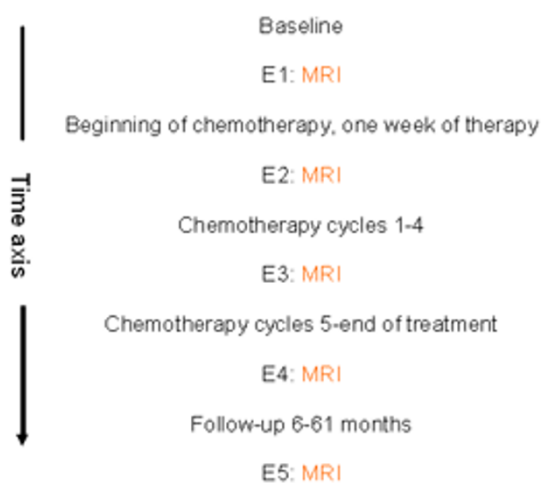 Baseline
E1: MRI
Beginning of chemotherapy, one week of therapy
E2: MRI
Chemotherapy cycles 1-4
E3: MRI
Chemotherapy cycles 5-end of treatment
E4: MRI
Follow-up 6-61 months
E5: MRI
Time axis